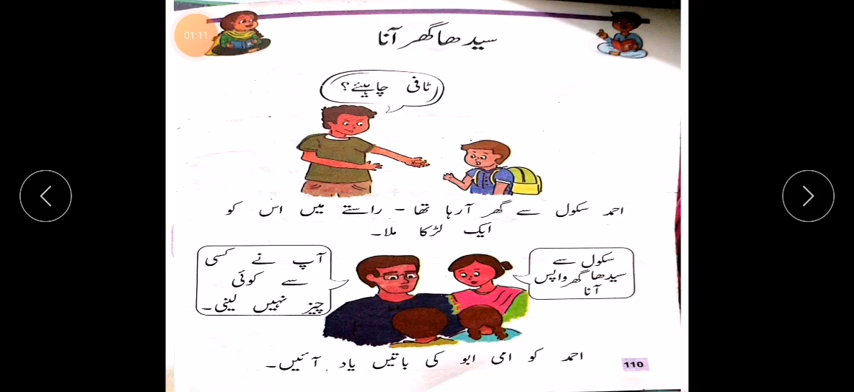 01:11
سیدھا گھر آنا
ٹافی چاہیئے؟
احمد سکول سے گھر آرہا تھا - راستے میں اس کو
ایک لڑکا ملا۔
سکول سے
سیدھا گھر واپس
آنا
آپ نے کسی
سے کوئی
چیز نہیں لینی۔
احمد کو امی ابو کی باتیں یاد آئیں۔
110